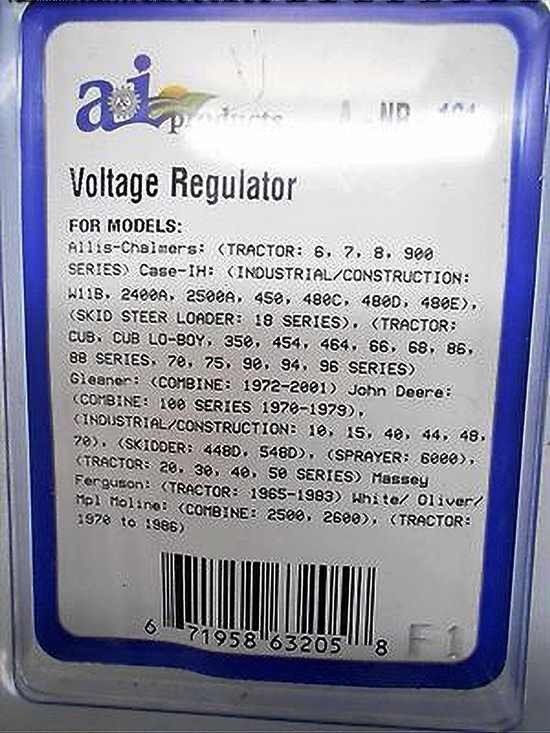 ai
products
Voltage Regulator
FOR MODELS:
Allis-Chalmers: (TRACTOR: 6, 7, 8, 900
SERIES) Case-IH: (INDUSTRIAL/CONSTRUCTION:
W11B, 2400A, 2500A, 450, 480C, 480D, 480E),
(SKID STEER LOADER: 18 SERIES), (TRACTOR:
CUB, CUB LO-BOY, 350, 454, 464, 66, 68, 86,
88 SERIES, 70, 75, 90, 94, 96 SERIES)
Gleaner: (COMBINE: 1972-2001) John Deere:
(COMBINE: 100 SERIES 1970-1979),
(INDUSTRIAL/CONSTRUCTION: 10, 15, 40, 44, 48,
70), (SKIDDER: 448D, 548D), (SPRAYER: 6000),
(TRACTOR: 20, 30, 40, 50 SERIES) Massey
Ferguson: (TRACTOR: 1965-1983) White/ Oliver/
Mpl Moline: (COMBINE: 2500, 2600), (TRACTOR:
1970 to 1986)
6 71958 63205 8
F1